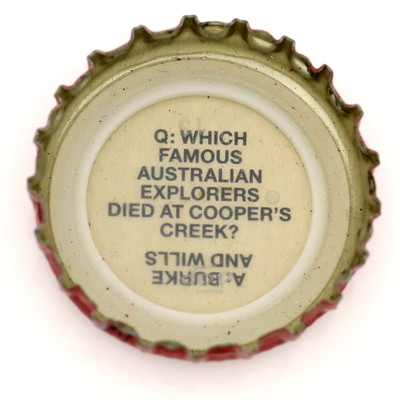 Q: WHICH
FAMOUS
AUSTRALIAN
EXPLORERS
DIED AT COOPER'S
CREEK?
A: BURKE
AND WILLS